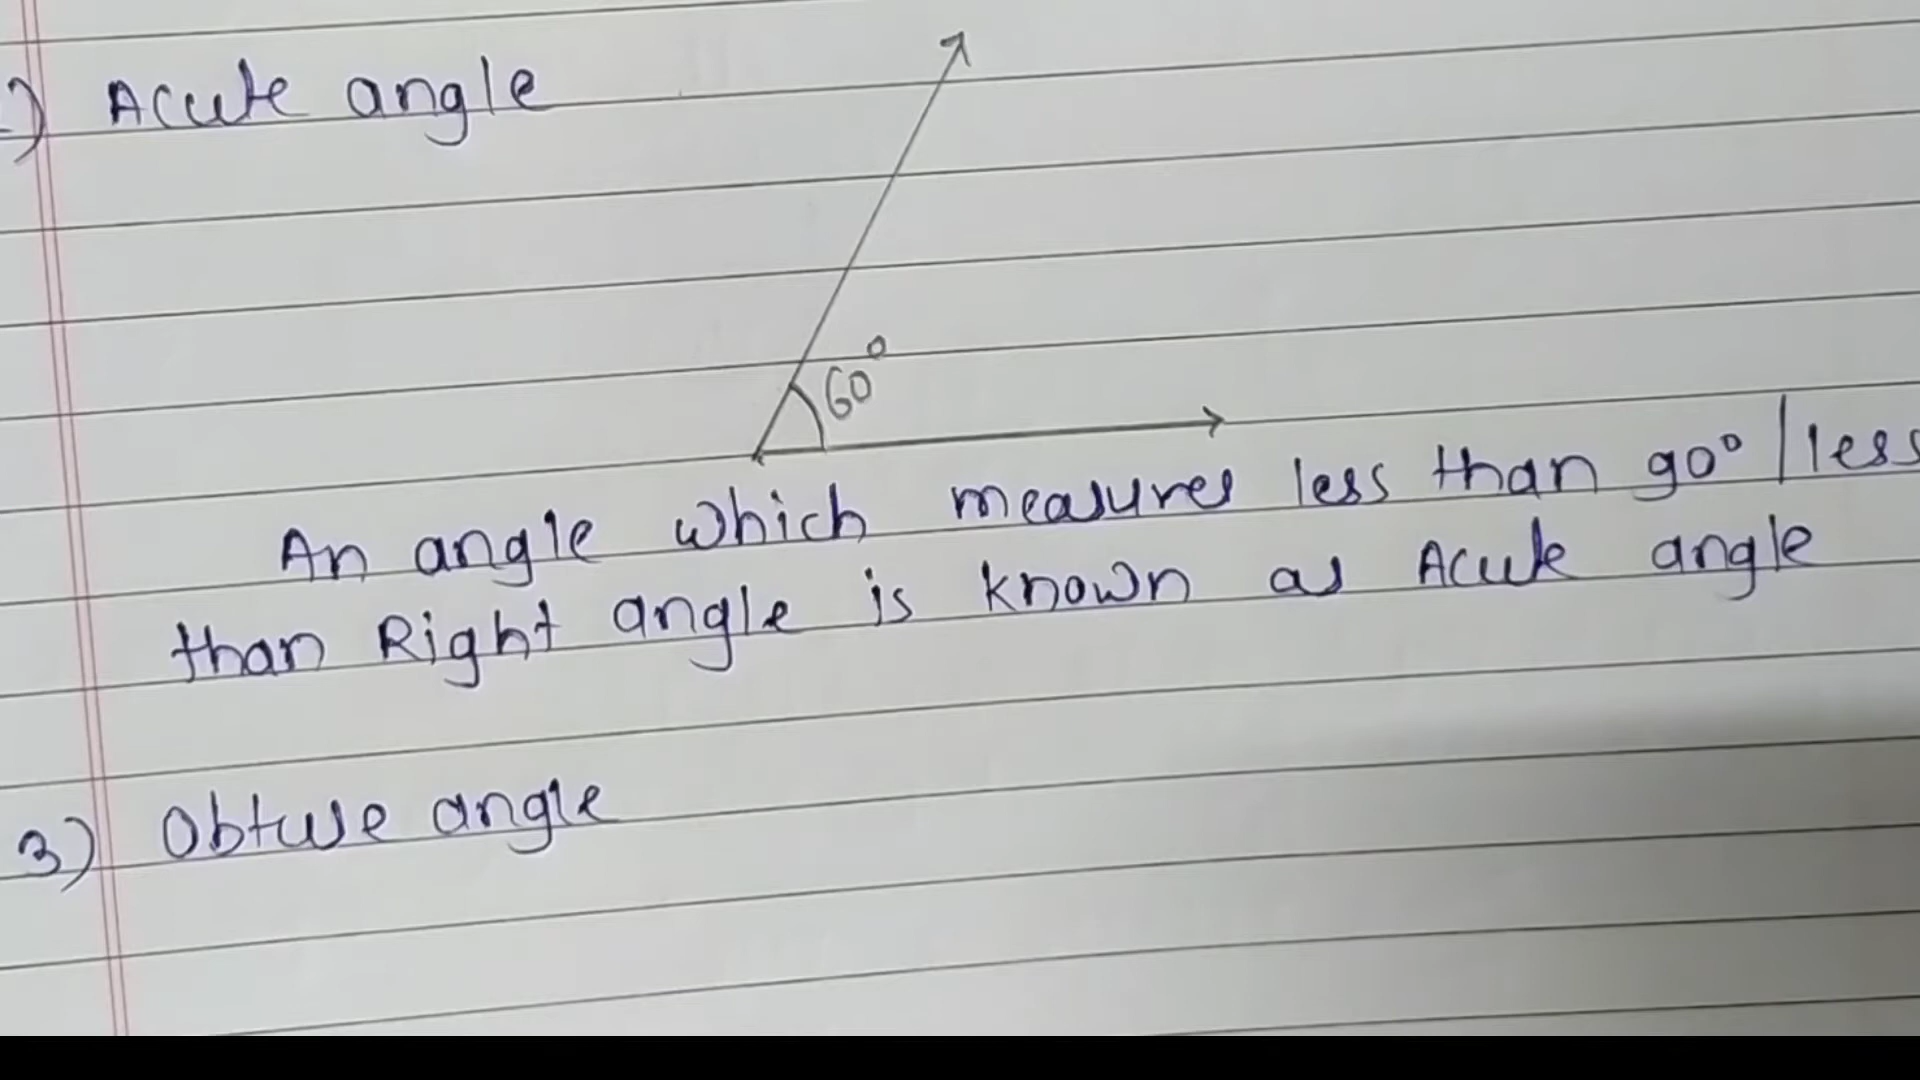 ) Acute angle
60°
An angle which measures less than 90° / less
than Right angle is known as Acute angle
3) Obtuse angle